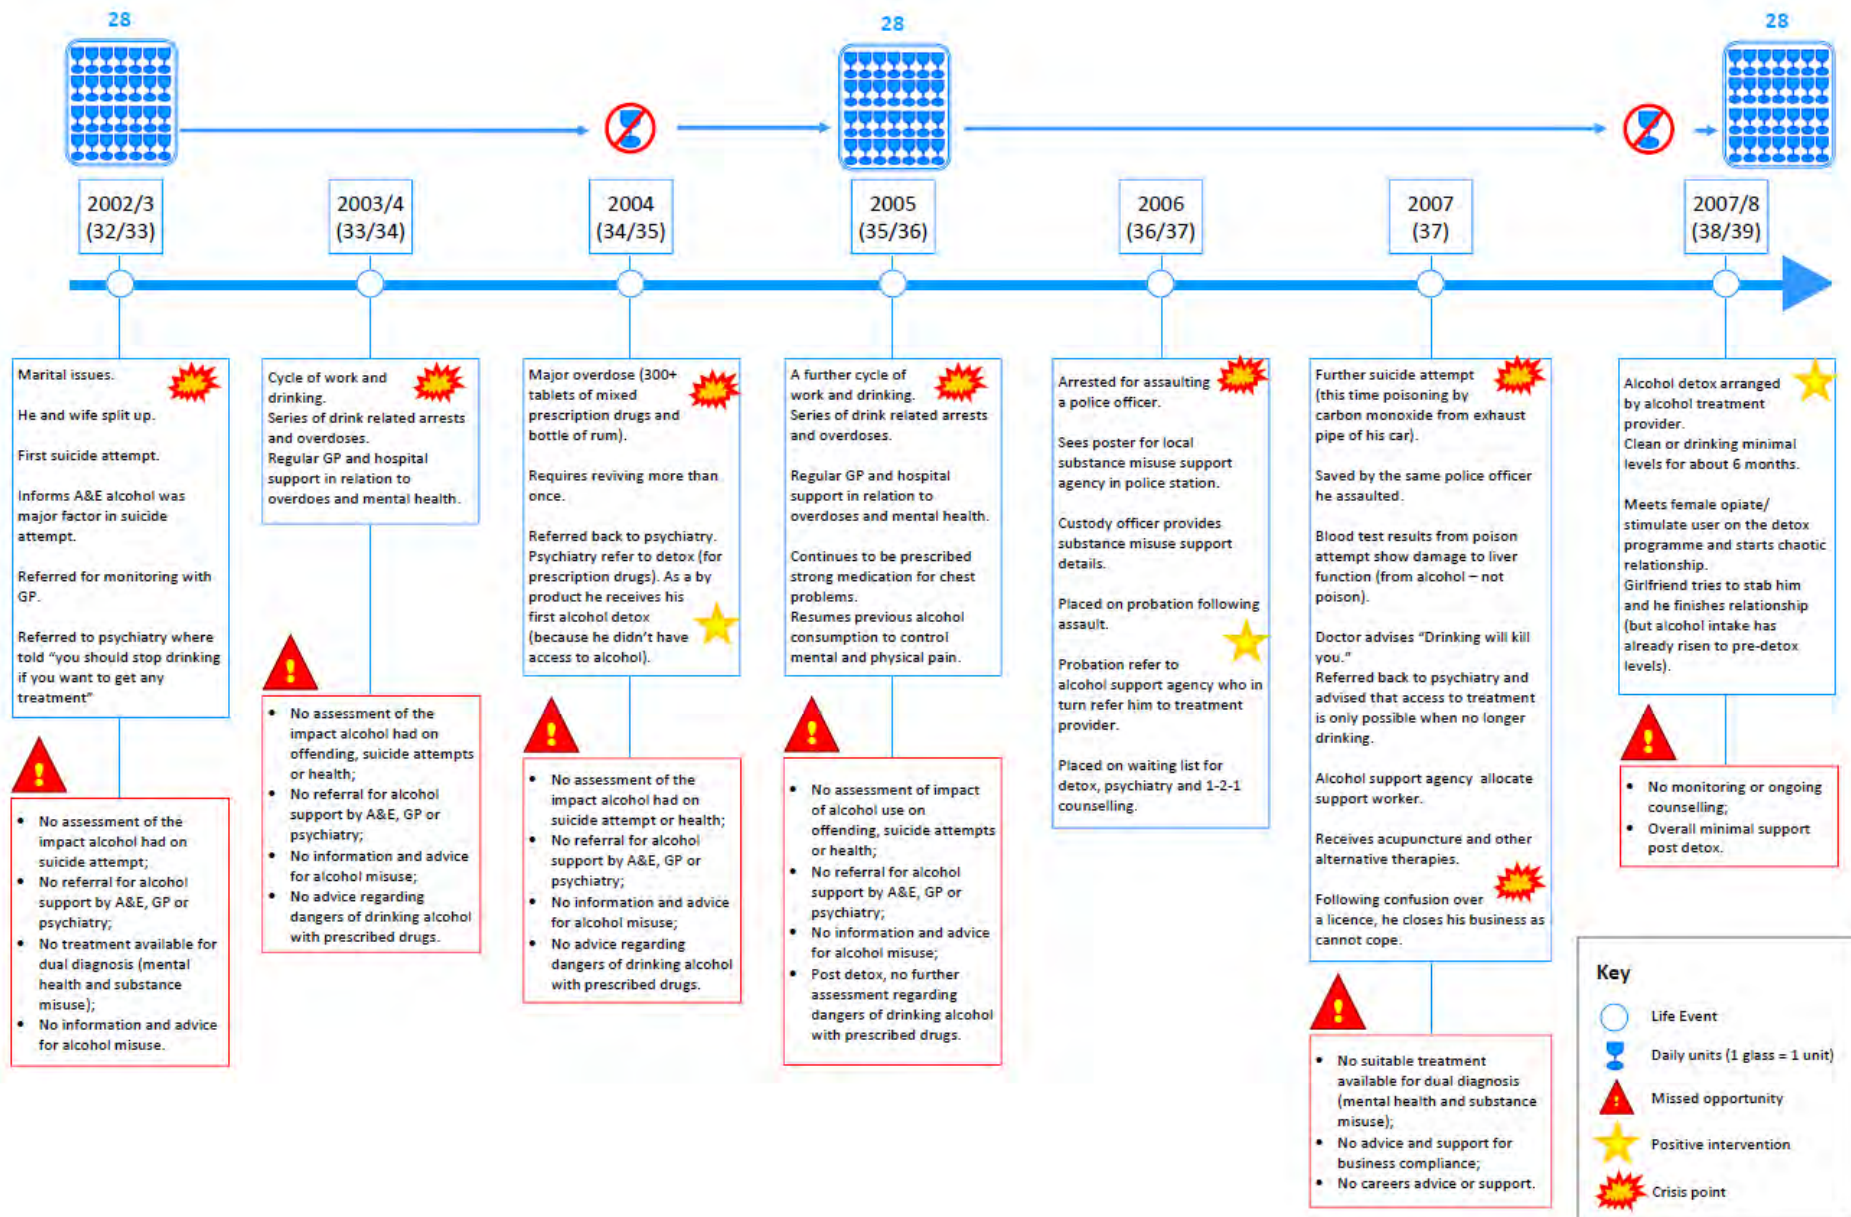 28
28
28
2002/3
(32/33)
2003/4
(33/34)
2004
(34/35)
2005
(35/36)
2006
(36/37)
2007
(37)
2007/8
(38/39)
Marital issues.
He and wife split up.
First suicide attempt.
Informs A&E alcohol was
major factor in suicide
attempt.
Referred for monitoring with
GP.
Referred to psychiatry where
told “you should stop drinking
if you want to get any
treatment”
• No assessment of the
impact alcohol had on
suicide attempt;
• No referral for alcohol
support by A&E, GP or
psychiatry;
• No treatment available for
dual diagnosis (mental
health and substance
misuse);
• No information and advice
for alcohol misuse.
Cycle of work and
drinking.
Series of drink related arrests
and overdoses.
Regular GP and hospital
support in relation to
overdoes and mental health.
• No assessment of the
impact alcohol had on
offending, suicide attempts
or health;
• No referral for alcohol
support by A&E, GP or
psychiatry;
• No information and advice
for alcohol misuse;
• No advice regarding
dangers of drinking alcohol
with prescribed drugs.
Major overdose (300+
tablets of mixed
prescription drugs and
bottle of rum).
Requires reviving more than
once.
Referred back to psychiatry.
Psychiatry refer to detox (for
prescription drugs). As a by
product he receives his
first alcohol detox
(because he didn’t have
access to alcohol).
• No assessment of the
impact alcohol had on
suicide attempt or health;
• No referral for alcohol
support by A&E, GP or
psychiatry;
• No information and advice
for alcohol misuse;
• No advice regarding
dangers of drinking alcohol
with prescribed drugs.
A further cycle of
work and drinking.
Series of drink related arrests
and overdoses.
Regular GP and hospital
support in relation to
overdoses and mental health.
Continues to be prescribed
strong medication for chest
problems.
Resumes previous alcohol
consumption to control
mental and physical pain.
• No assessment of impact
of alcohol use on
offending, suicide attempts
or health;
• No referral for alcohol
support by A&E, GP or
psychiatry;
• No information and advice
for alcohol misuse;
• Post detox, no further
assessment regarding
dangers of drinking alcohol
with prescribed drugs.
Arrested for assaulting
a police officer.
Sees poster for local
substance misuse support
agency in police station.
Custody officer provides
substance misuse support
details.
Placed on probation following
assault.
Probation refer to
alcohol support agency who in
turn refer him to treatment
provider.
Placed on waiting list for
detox, psychiatry and 1-2-1
counselling.
Further suicide attempt
(this time poisoning by
carbon monoxide from exhaust
pipe of his car).
Saved by the same police officer
he assaulted.
Blood test results from poison
attempt show damage to liver
function (from alcohol – not
poison).
Doctor advises “Drinking will kill
you.”
Referred back to psychiatry and
advised that access to treatment
is only possible when no longer
drinking.
Alcohol support agency allocate
support worker.
Receives acupuncture and other
alternative therapies.
Following confusion over
a licence, he closes his business as
cannot cope.
• No suitable treatment
available for dual diagnosis
(mental health and substance
misuse);
• No advice and support for
business compliance;
• No careers advice or support.
Alcohol detox arranged
by alcohol treatment
provider.
Clean or drinking minimal
levels for about 6 months.
Meets female opiate/
stimulate user on the detox
programme and starts chaotic
relationship.
Girlfriend tries to stab him
and he finishes relationship
(but alcohol intake has
already risen to pre-detox
levels).
• No monitoring or ongoing
counselling;
• Overall minimal support
post detox.
Key
Life Event
Daily units (1 glass = 1 unit)
Missed opportunity
Positive intervention
Crisis point